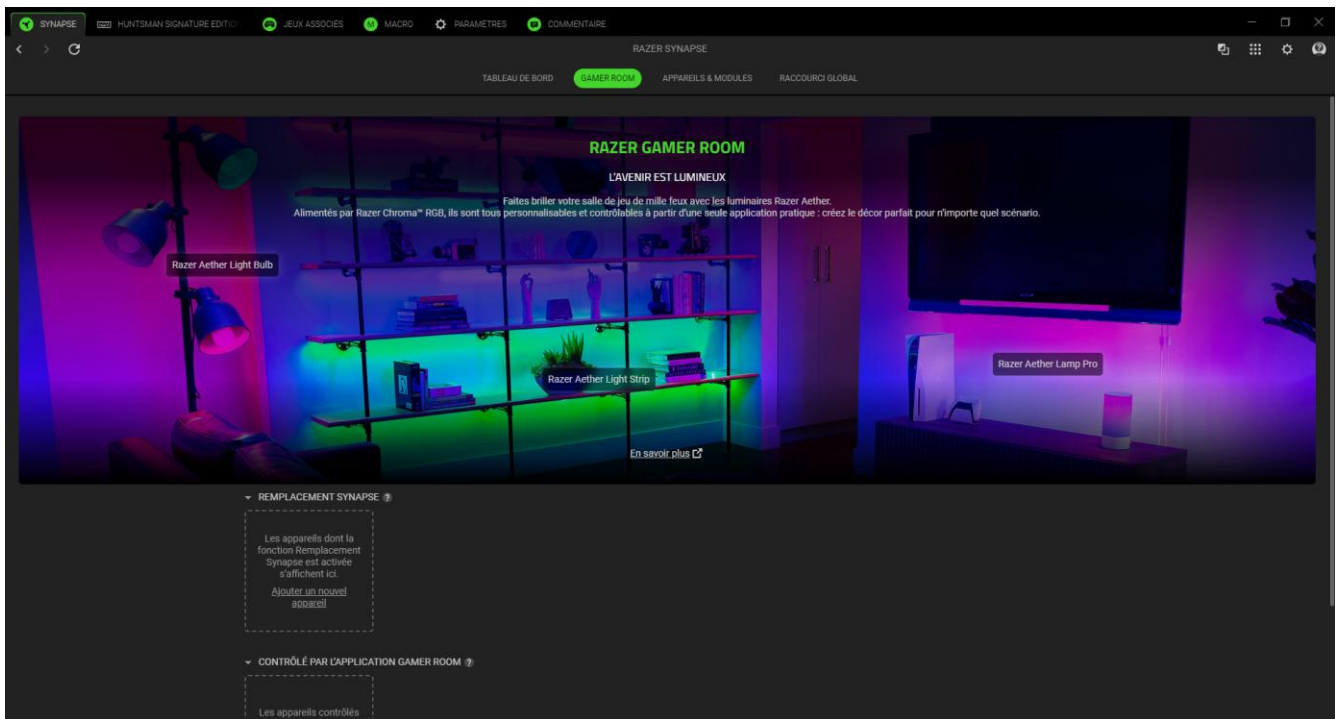 SYNAPSE
HUNTSMAN SIGNATURE EDITIO
JEUX ASSOCIÉS
MACRO
PARAMÈTRES
COMMENTAIRE
RAZER SYNAPSE
TABLEAU DE BORD
GAMER ROOM
APPAREILS & MODULES
RACCOURCI GLOBAL
RAZER GAMER ROOM
L'AVENIR EST LUMINEUX
Faites briller votre salle de jeu de mille feux avec les luminaires Razer Aether.
Alimentés par Razer Chroma™ RGB, ils sont tous personnalisables et contrôlables à partir d'une seule application pratique : créez le décor parfait pour n'importe quel scénario.
Razer Aether Light Bulb
Razer Aether Lamp Pro
Razer Aether Light Strip
En savoir plus
REMPLACEMENT SYNAPSE
Les appareils dont la
fonction Remplacement
Synapse est activée
s'affichent ici.
Ajouter un nouvel
appareil
CONTRÔLÉ PAR L'APPLICATION GAMER ROOM
Les appareils contrôlés